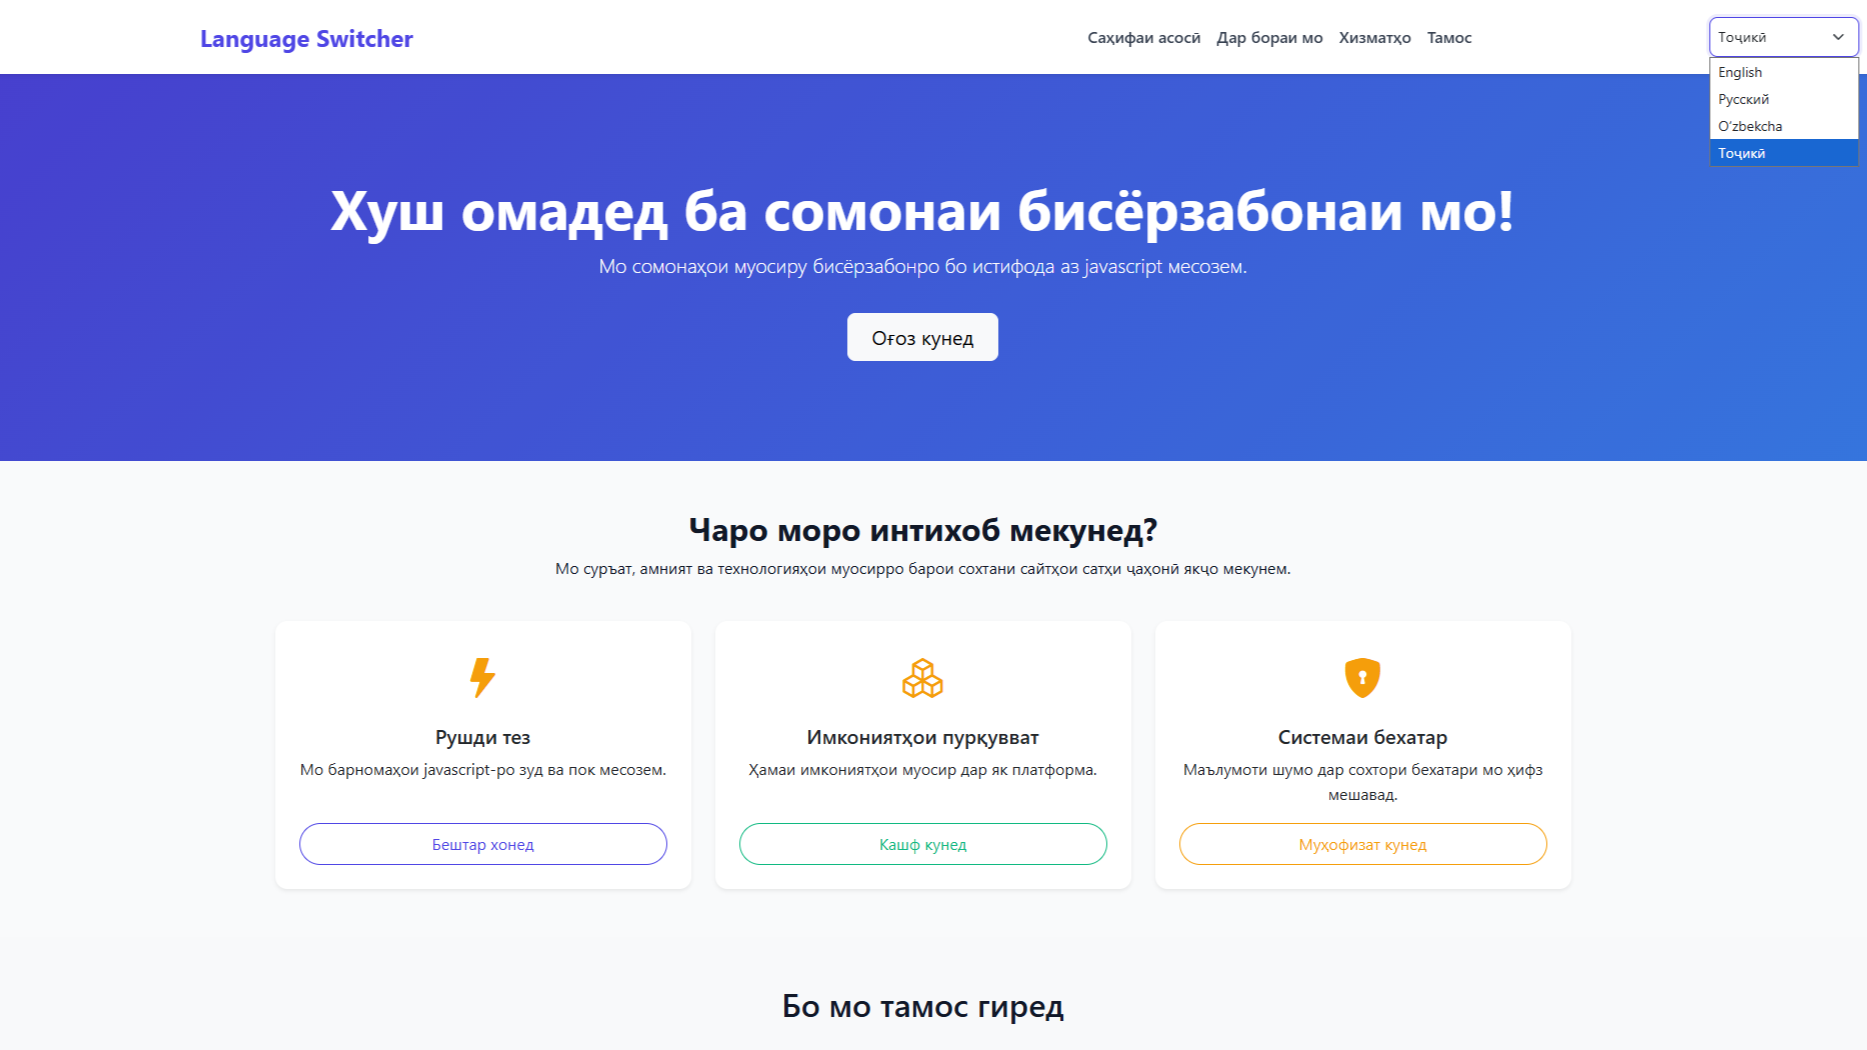 Language Switcher
Саҳифаи асосӣ Дар бораи мо Хизматҳо Тамос
Тоҷикӣ
English
Русский
O‘zbekcha
Тоҷикӣ
Хуш омадед ба сомонаи бисёрзабонаи мо!
Мо сомонаҳои муосиру бисёрзабонро бо истифода аз javascript месозем.
Оғоз кунед
Чаро моро интихоб мекунед?
Мо суръат, амният ва технологияҳои муосирро барои сохтани сайтҳои сатҳи ҷаҳонӣ якҷо мекунем.
Рушди тез
Мо барномаҳои javascript-ро зуд ва пок месозем.
Бештар хонед
Имкониятҳои пурқувват
Ҳамаи имкониятҳои муосир дар як платформа.
Кашф кунед
Системаи бехатар
Маълумоти шумо дар сохтори бехатари мо ҳифз
мешавад.
Муҳофизат кунед
Бо мо тамос гиред